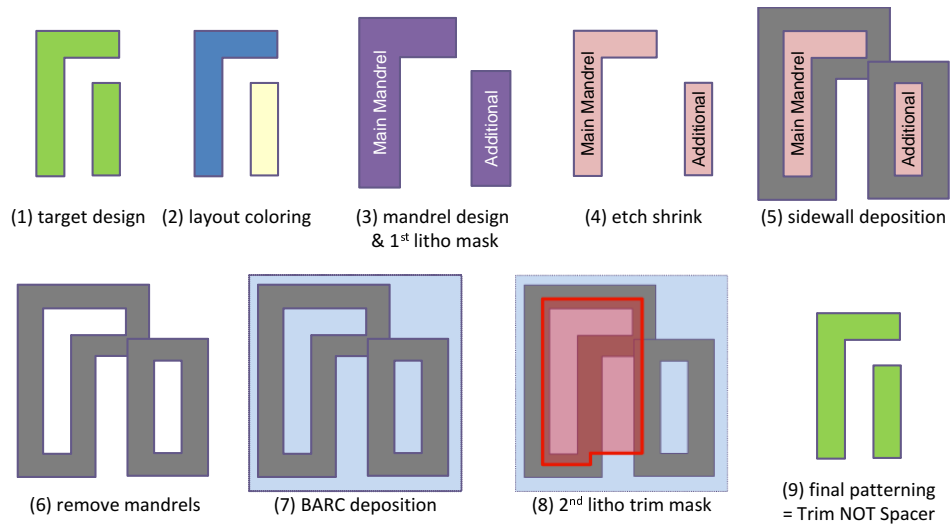 Main Mandrel
Additional
Main Mandrel
Additional
Main Mandrel
Additional
(1) target design
(2) layout coloring
(3) mandrel design
& 1st litho mask
(4) etch shrink
(5) sidewall deposition
(6) remove mandrels
(7) BARC deposition
(8) 2nd litho trim mask
(9) final patterning
= Trim NOT Spacer